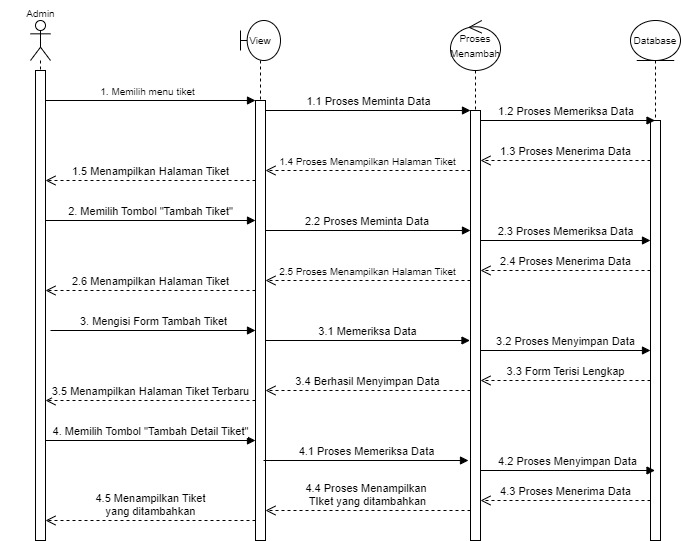 Admin
View
Proses
Menambah
Database
1. Memilih menu tiket
1.1 Proses Meminta Data
1.2 Proses Memeriksa Data
1.3 Proses Menerima Data
1.4 Proses Menampilkan Halaman Tiket
1.5 Menampilkan Halaman Tiket
2. Memilih Tombol "Tambah Tiket"
2.2 Proses Meminta Data
2.3 Proses Memeriksa Data
2.4 Proses Menerima Data
2.5 Proses Menampilkan Halaman Tiket
2.6 Menampilkan Halaman Tiket
3. Mengisi Form Tambah Tiket
3.1 Memeriksa Data
3.2 Proses Menyimpan Data
3.3 Form Terisi Lengkap
3.4 Berhasil Menyimpan Data
3.5 Menampilkan Halaman Tiket Terbaru
4. Memilih Tombol "Tambah Detail Tiket"
4.1 Proses Memeriksa Data
4.2 Proses Menyimpan Data
4.3 Proses Menerima Data
4.4 Proses Menampilkan
TIket yang ditambahkan
4.5 Menampilkan Tiket
yang ditambahkan